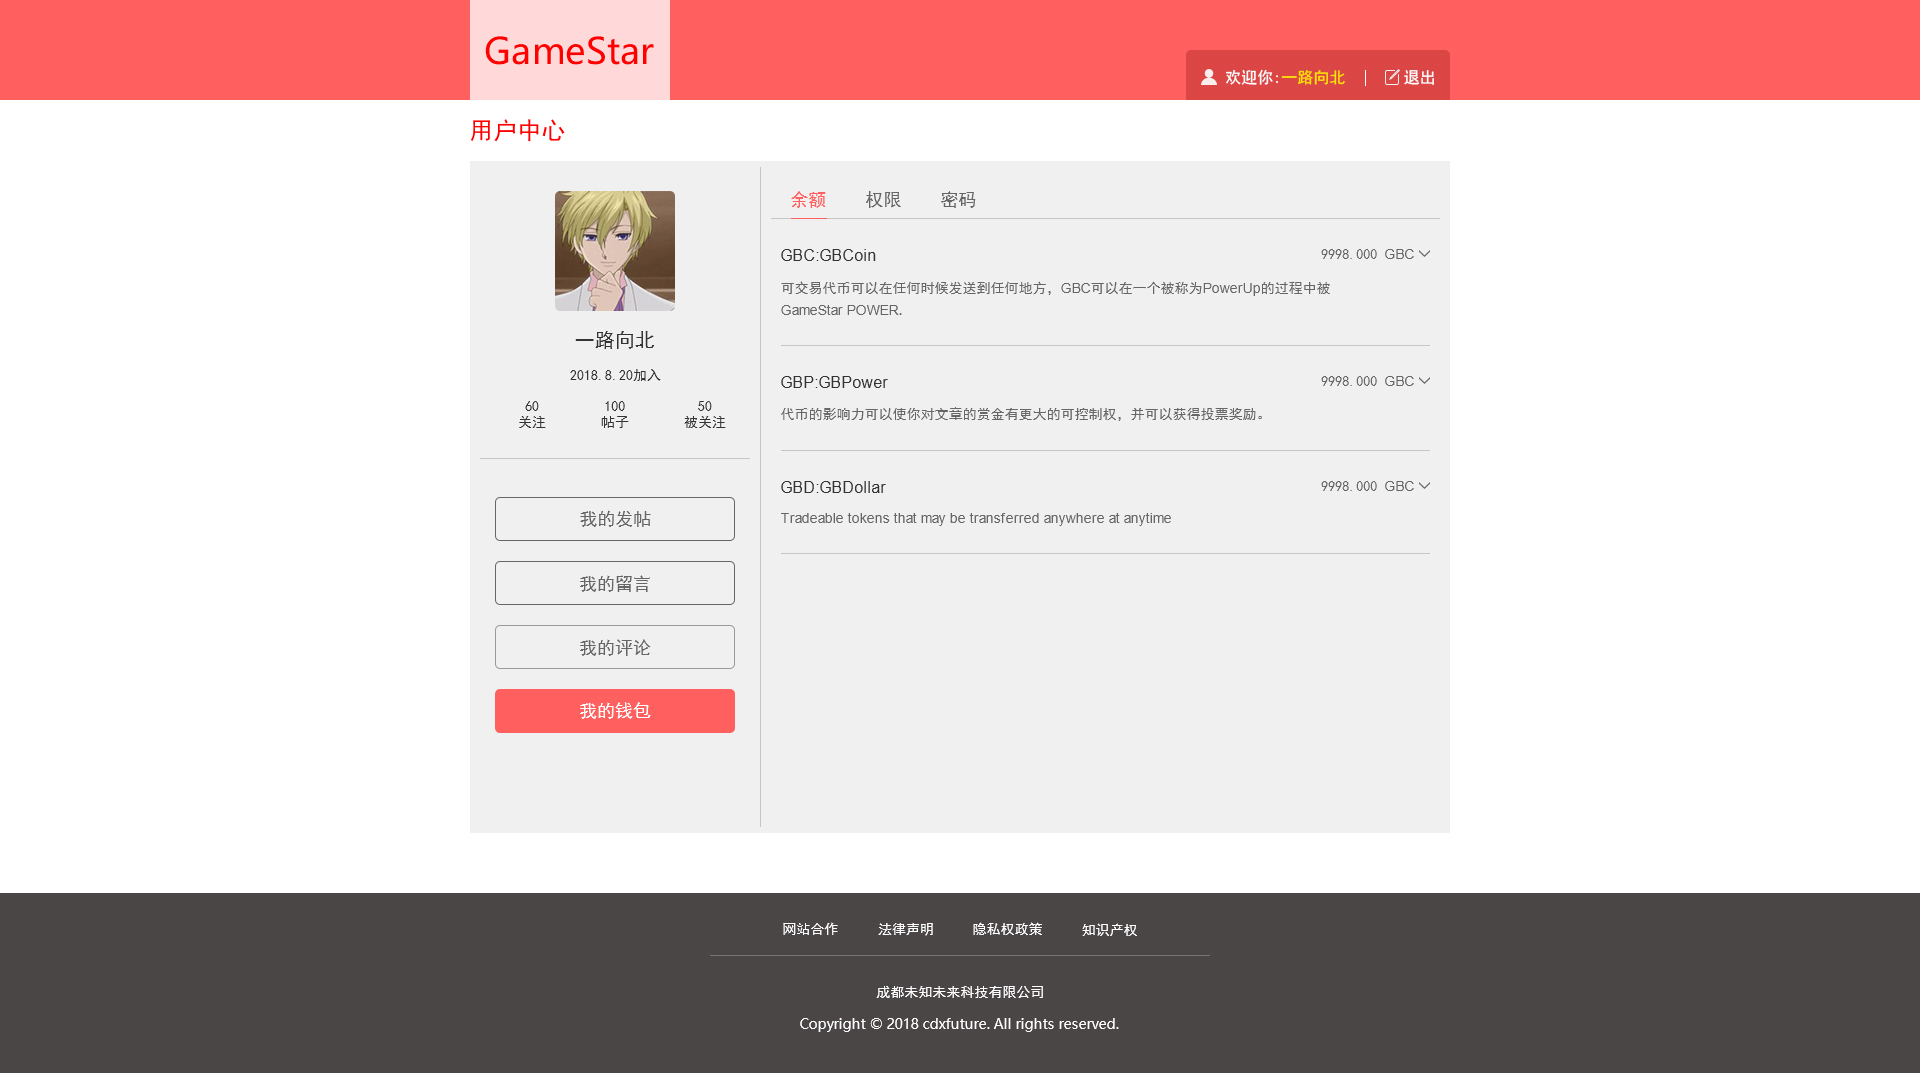 GameStar
欢迎你:一路向北
退出
用户中心
一路向北
2018.8.20加入
60
关注
100
帖子
50
被关注
我的发帖
我的留言
我的评论
我的钱包
余额
权限
密码
GBC:GBCoin
9998.000 GBC
可交易代币可以在任何时候发送到任何地方，GBC可以在一个被称为PowerUp的过程中被
GameStar POWER.
GBP:GBPower
9998.000 GBC
代币的影响力可以使你对文章的赏金有更大的可控制权，并可以获得投票奖励。
GBD:GBDollar
9998.000 GBC
Tradeable tokens that may be transferred anywhere at anytime
网站合作
法律声明
隐私权政策
知识产权
成都未知未来科技有限公司
Copyright © 2018 cdxfuture. All rights reserved.